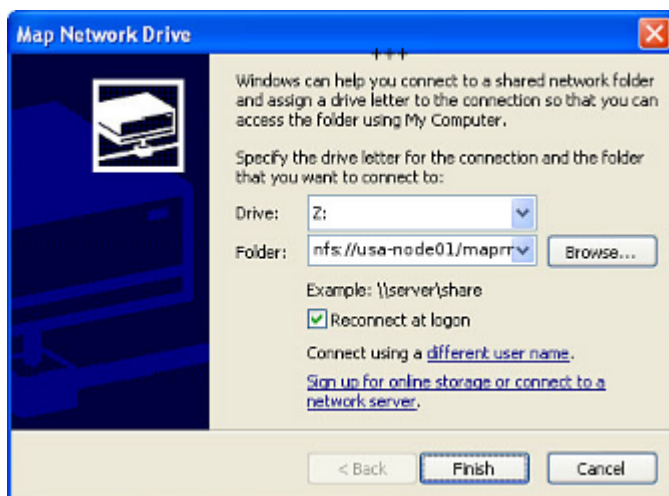 Map Network Drive
+++
Windows can help you connect to a shared network folder
and assign a drive letter to the connection so that you can
access the folder using My Computer.
Specify the drive letter for the connection and the folder
that you want to connect to:
Drive: Z:
Folder: nfs://usa-node01/maprr Browse...
Example: \\server\share
Reconnect at logon
Connect using a different user name.
Sign up for online storage or connect to a
network server.
< Back Finish Cancel